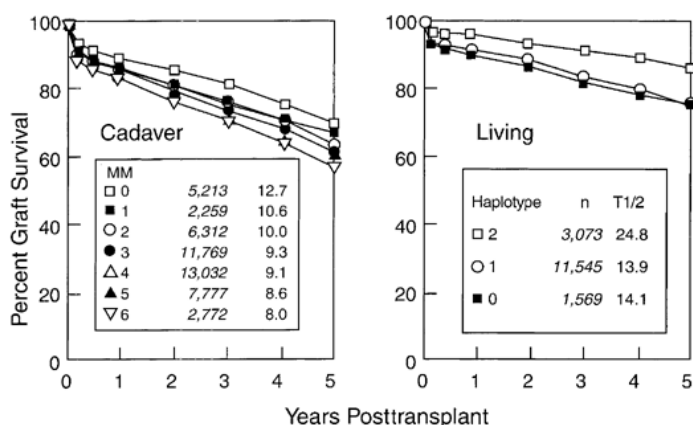 Percent Graft Survival
100
80
60
40
20
0
Cadaver
MM
0 5,213 12.7
1 2,259 10.6
2 6,312 10.0
3 11,769 9.3
4 13,032 9.1
5 7,777 8.6
6 2,772 8.0
0 1 2 3 4 5
100
80
60
40
20
0
Living
Haplotype n T1/2
2 3,073 24.8
1 11,545 13.9
0 1,569 14.1
0 1 2 3 4 5
Years Posttransplant